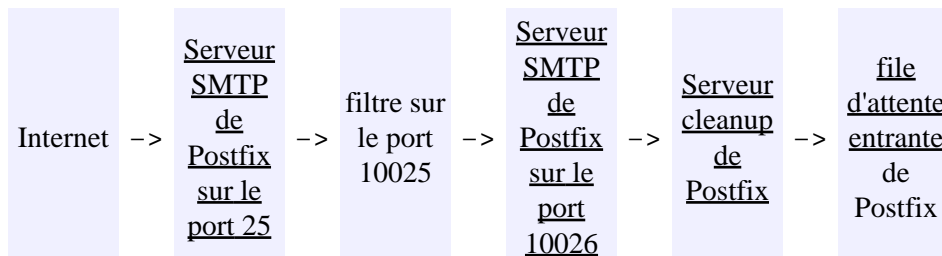 Internet
->
Serveur
SMTP
de
Postfix
sur le
port 25
->
filtre sur
le port
10025
->
Serveur
SMTP
de
Postfix
sur le
port
10026
->
Serveur
cleanup
de
Postfix
->
file
d'attente
entrante
de
Postfix